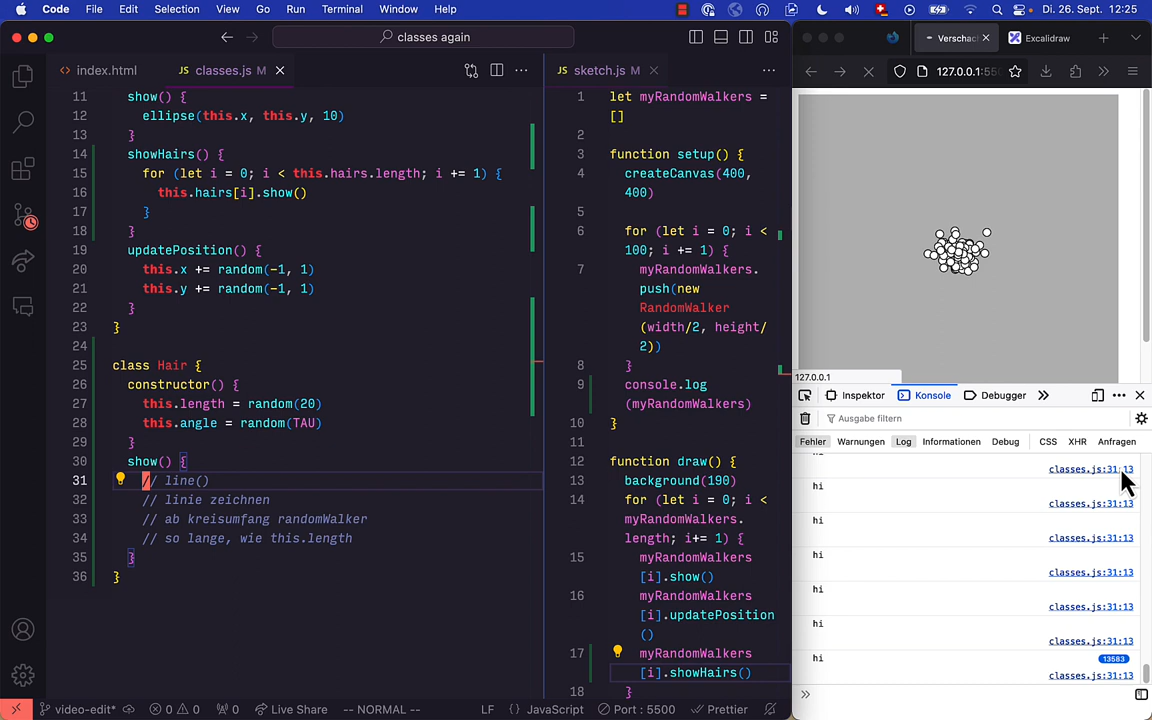 Code File Edit Selection View Go Run Terminal Window Help Di. 26. Sept. 12:25
classes again
index.html
JS classes.js M
JS sketch.js M
11 show() {
12 ellipse(this.x, this.y, 10)
13 }
14 showHairs() {
15 for (let i = 0; i < this.hairs.length; i += 1) {
16 this.hairs[i].show()
17 }
18 }
19 updatePosition() {
20 this.x += random(-1, 1)
21 this.y += random(-1, 1)
22 }
23 }
24
25 class Hair {
26 constructor() {
27 this.length = random(20)
28 this.angle = random(TAU)
29 }
30 show() {
31 // line()
32 // linie zeichnen
33 // ab kreisumfang randomWalker
34 // so lange, wie this.length
35 }
36 }
1 let myRandomWalkers =
[]
2
3 function setup() {
4 createCanvas(400,
400)
5
6 for (let i = 0; i <
100; i += 1) {
7 myRandomWalkers.
push(new
RandomWalker
(width/2, height/
2))
8 }
9 console.log
(myRandomWalkers)
10 }
11
12 function draw() {
13 background(190)
14 for (let i = 0; i <
myRandomWalkers.
length; i+= 1) {
15 myRandomWalkers
[i].show()
16 myRandomWalkers
[i].updatePosition
()
17 myRandomWalkers
[i].showHairs()
18 }
video-edit* 0 0 0 Live Share -- NORMAL -- LF {} JavaScript Port : 5500 Prettier
Verschac
Excalidraw
127.0.0.1:550
127.0.0.1
Inspektor Konsole Debugger
Ausgabe filtern
Fehler Warnungen Log Informationen Debug CSS XHR Anfragen
hi
classes.js:31:13
hi
classes.js:31:13
hi
classes.js:31:13
hi
classes.js:31:13
hi
classes.js:31:13
hi
classes.js:31:13
hi 13583
classes.js:31:13